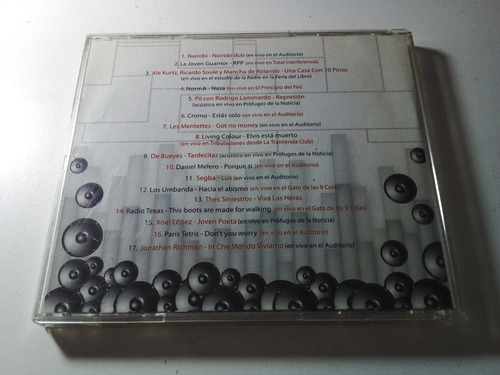 1. Nairobi - Nairobi dub (en vivo en el Auditorio)
2. La Joven Guarrior - RPP (en vivo en Total Interferencia)
3. Ale Kurtz, Ricardo Soule y Mancha de Rolando - Una Casa Con 10 Pinos
(en vivo en el estudio de la Radio en la Feria del Libro)
4. NormA - Nasa (en vivo en El Principio del Fin)
5. Pil con Rodrigo Lammardo - Represión
(acústico en vivo en Prófugos de la Noticia)
6. Cromo - Estás solo (en vivo en el Auditorio)
7. Les Mentettes - Got no money (en vivo en el Auditorio)
8. Living Colour - Elvis está muerto
(en vivo en Tribulaciones desde La Trastienda Club)
9. De Bueyes - Tardecitas (acústico en vivo en Prófugos de la Noticia)
10. Daniel Melero - Porque si (en vivo en el Auditorio)
11. Segba - Lux (en vivo en el Auditorio)
12. Los Umbanda - Hacia el abismo (en vivo en el Gato de las 9 Colas)
13. Thes Siniestros - Viva Las Heras
14. Radio Texas - This boots are made for walking (en vivo en el Gato de las 9 Colas)
15. Xoel López - Joven Poeta (en vivo en Prófugos de la Noticia)
16. Paris Tetris - Don't you worry (en vivo en el Auditorio)
17. Jonathan Richman - In Che Mondo Viviamo (en vivo en el Auditorio)